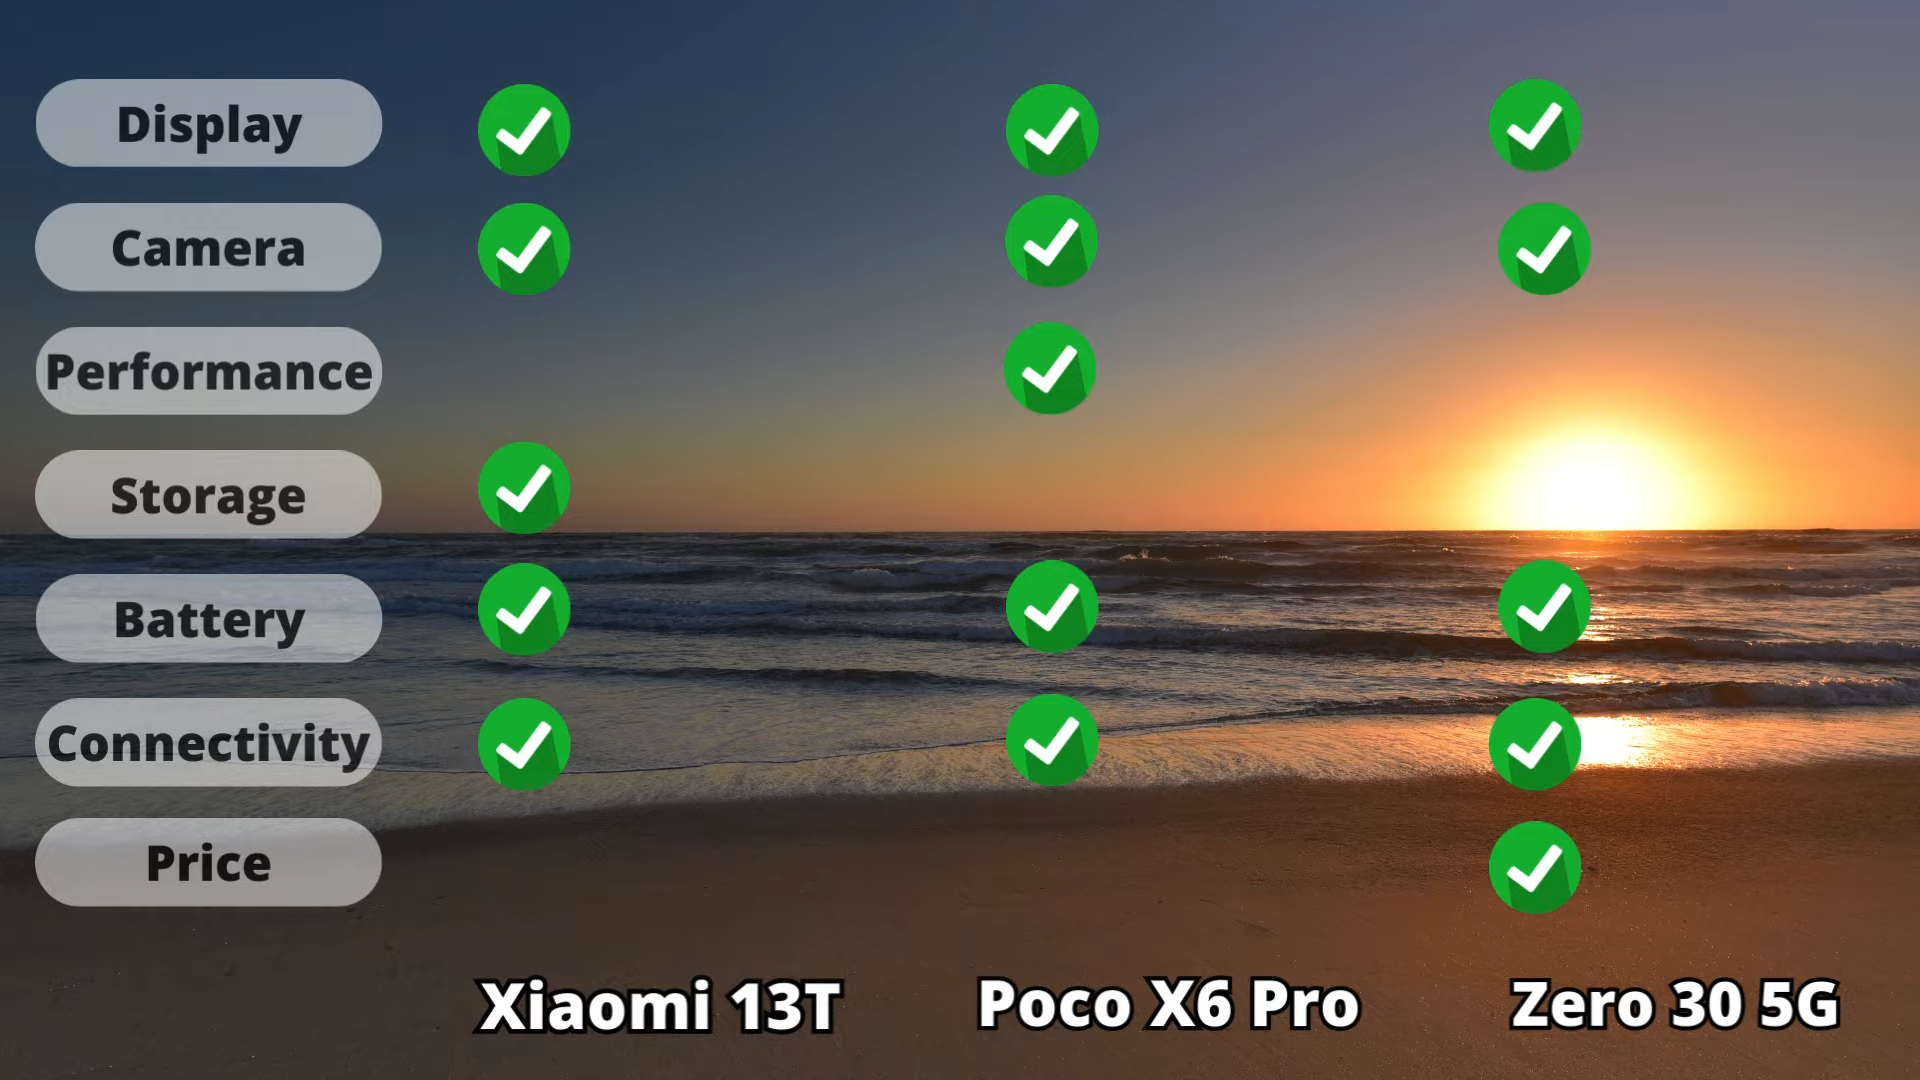 Display
Camera
Performance
Storage
Battery
Connectivity
Price
Xiaomi 13T
Poco X6 Pro
Zero 30 5G